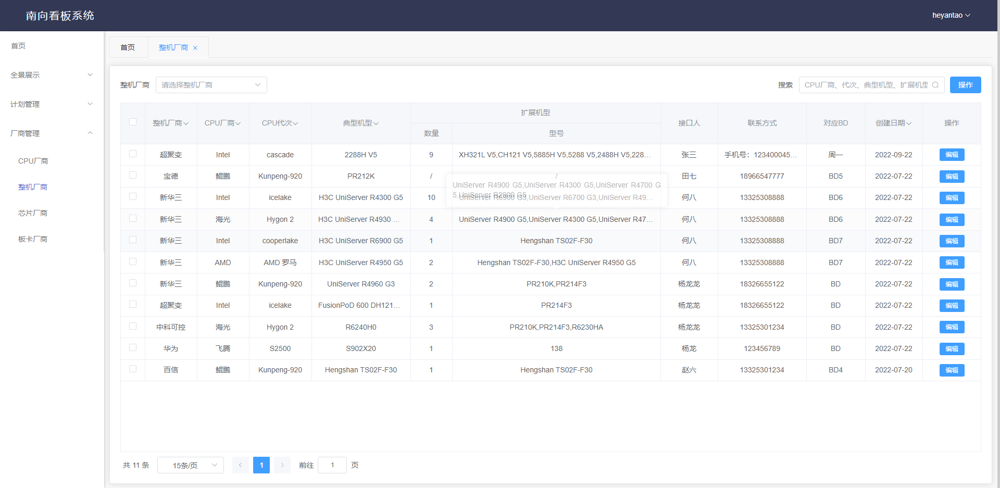 南向看板系统
heyantao
首页
全景展示
计划管理
厂商管理
CPU厂商
整机厂商
芯片厂商
板卡厂商
首页 整机厂商
整机厂商 请选择整机厂商 搜索 CPU厂商、代次、典型机型、扩展机型 操作
整机厂商 CPU厂商 CPU代次 典型机型 扩展机型 接口人 联系方式 对应BD 创建日期 操作
数量 型号
超聚变 Intel cascade 2288H V5 9 XH321L V5,CH121 V5,5885H V5,5288 V5,2488H V5,228... 张三 手机号：123400045... 周一 2022-09-22 编辑
宝德 鲲鹏 Kunpeng-920 PR212K / / 田七 18966547777 BD5 2022-07-22 编辑
UniServer R4900 G5,UniServer R4300 G5,UniServer R4700 G
5,UniServer R2900 G5
新华三 Intel icelake H3C UniServer R4300 G5 10 UniServer R6900 G3,UniServer R6700 G3,UniServer R49... 何八 13325308888 BD6 2022-07-22 编辑
新华三 海光 Hygon 2 H3C UniServer R4930 ... 4 UniServer R4900 G5,UniServer R4300 G5,UniServer R47... 何八 13325308888 BD6 2022-07-22 编辑
新华三 Intel cooperlake H3C UniServer R6900 G5 1 Hengshan TS02F-F30 何八 13325308888 BD7 2022-07-22 编辑
新华三 AMD AMD 罗马 H3C UniServer R4950 G5 2 Hengshan TS02F-F30,H3C UniServer R4950 G5 何八 13325308888 BD7 2022-07-22 编辑
新华三 鲲鹏 Kunpeng-920 UniServer R4960 G3 2 PR210K,PR214F3 杨龙龙 18326655122 BD 2022-07-22 编辑
超聚变 Intel icelake FusionPoD 600 DH121... 1 PR214F3 杨龙龙 18326655122 BD 2022-07-22 编辑
中科可控 海光 Hygon 2 R6240H0 3 PR210K,PR214F3,R6230HA 杨龙龙 13325301234 BD 2022-07-22 编辑
华为 飞腾 S2500 S902X20 1 138 杨龙 123456789 BD 2022-07-22 编辑
百信 鲲鹏 Kunpeng-920 Hengshan TS02F-F30 1 Hengshan TS02F-F30 赵六 13325301234 BD4 2022-07-20 编辑
共 11 条 15条/页 1 前往 1 页